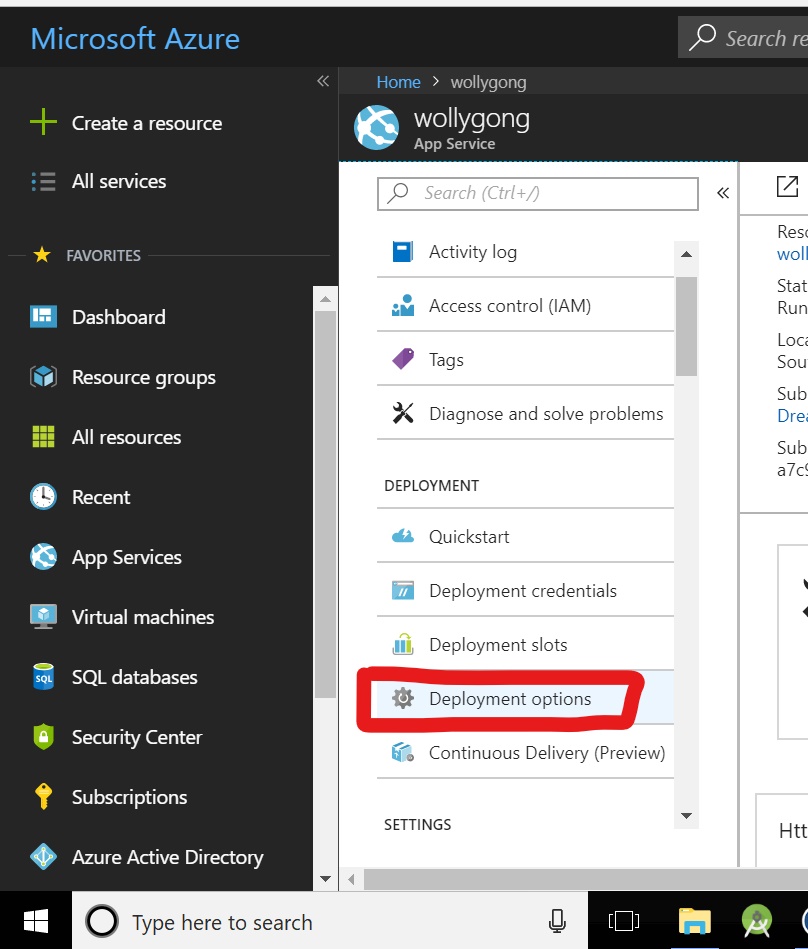 Microsoft Azure
Search re
Home > wollygong
wollygong
App Service
Create a resource
All services
FAVORITES
Dashboard
Resource groups
All resources
Recent
App Services
Virtual machines
SQL
SQL databases
Security Center
Subscriptions
Azure Active Directory
Search (Ctrl+/)
Activity log
Access control (IAM)
Tags
Diagnose and solve problems
DEPLOYMENT
Quickstart
Deployment credentials
Deployment slots
Deployment options
Continuous Delivery (Preview)
SETTINGS
Reso
woll
Stat
Run
Loca
Sou
Sub
Drea
Sub
a7c9
Htt
Type here to search